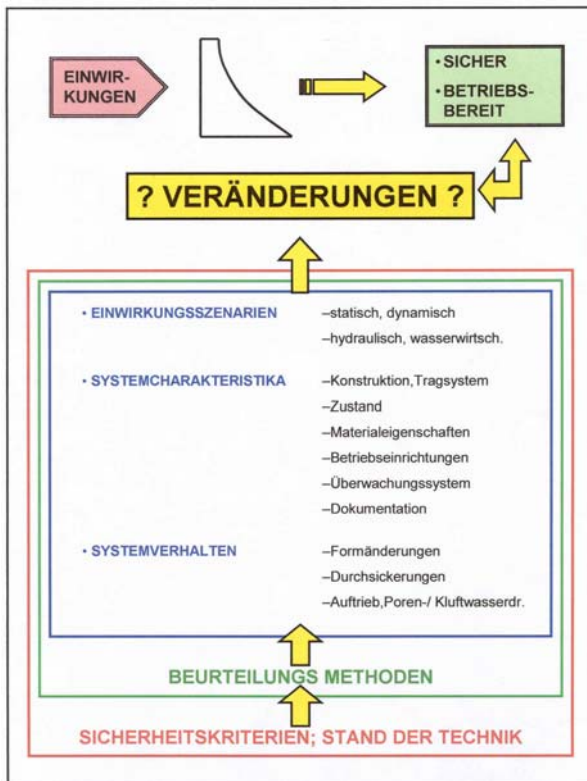 EINWIR-
KUNGEN
• SICHER
• BETRIEBS-
BEREIT
? VERÄNDERUNGEN ?
• EINWIRKUNGSSZENARIEN
–statisch, dynamisch
–hydraulisch, wasserwirtsch.
• SYSTEMCHARAKTERISTIKA
–Konstruktion,Tragsystem
–Zustand
–Materialeigenschaften
–Betriebseinrichtungen
–Überwachungssystem
–Dokumentation
• SYSTEMVERHALTEN
–Formänderungen
–Durchsickerungen
–Auftrieb,Poren-/ Kluftwasserdr.
BEURTEILUNGS METHODEN
SICHERHEITSKRITERIEN; STAND DER TECHNIK